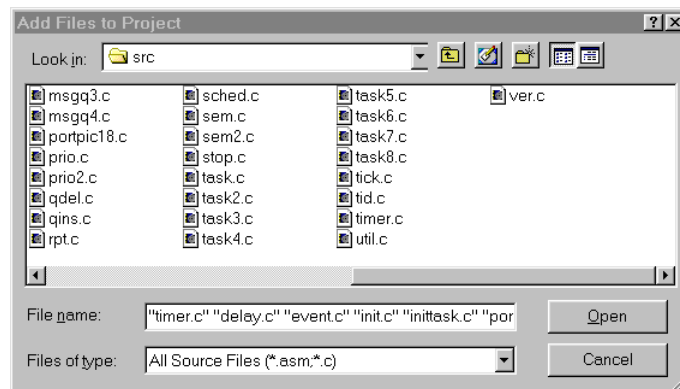 Add Files to Project
Look in: src
msgq3.c sched.c task5.c ver.c
msgq4.c sem.c task6.c
portpic18.c sem2.c task7.c
prio.c stop.c task8.c
prio2.c task.c tick.c
qdel.c task2.c tid.c
qins.c task3.c timer.c
rpt.c task4.c util.c
File name: "timer.c" "delay.c" "event.c" "init.c" "inittask.c" "por Open
Files of type: All Source Files (*.asm;*.c) Cancel